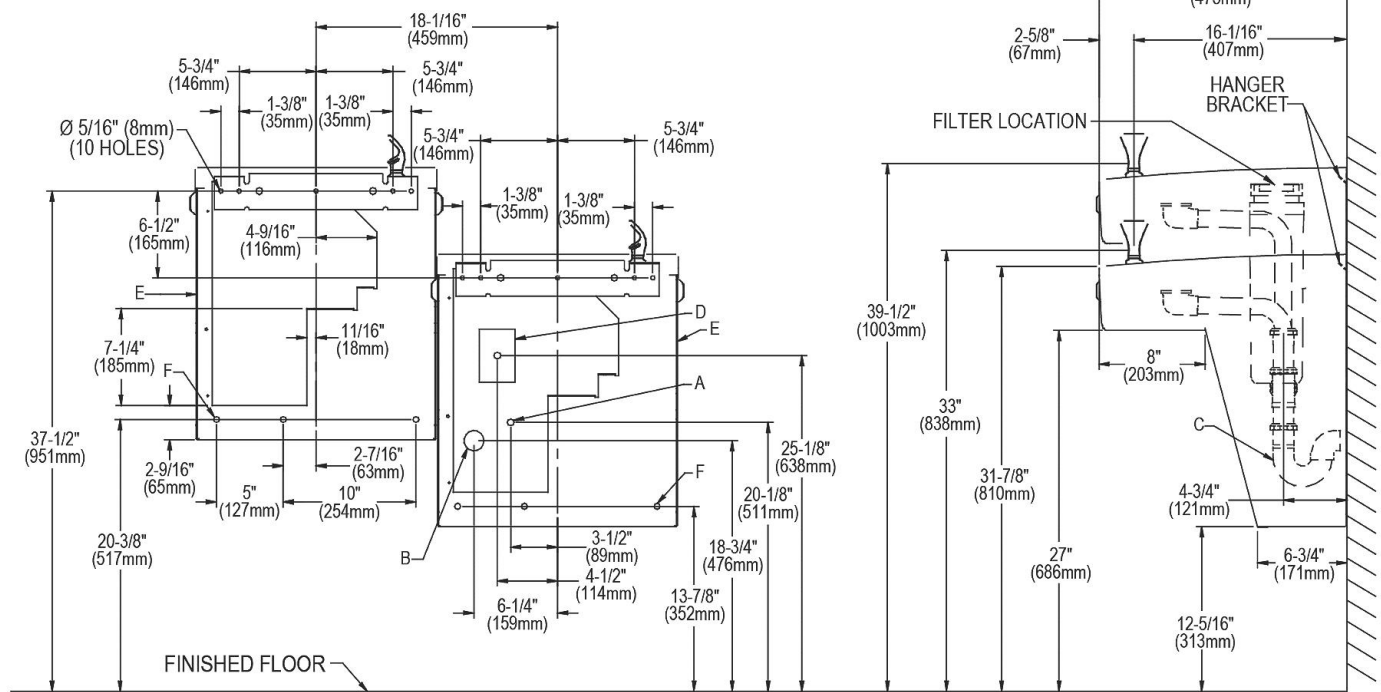 (476mm)
18-1/16"
(459mm)
2-5/8"
(67mm)
16-1/16"
(407mm)
5-3/4"
(146mm)
5-3/4"
(146mm)
1-3/8"
(35mm)
1-3/8"
(35mm)
HANGER
BRACKET
FILTER LOCATION
Ø 5/16" (8mm)
(10 HOLES)
5-3/4"
(146mm)
5-3/4"
(146mm)
1-3/8"
(35mm)
1-3/8"
(35mm)
6-1/2"
(165mm)
4-9/16"
(116mm)
E
D
E
39-1/2"
(1003mm)
11/16"
(18mm)
7-1/4"
(185mm)
F
A
8"
(203mm)
33"
(838mm)
C
37-1/2"
(951mm)
2-9/16"
(65mm)
2-7/16"
(63mm)
25-1/8"
(638mm)
F
31-7/8"
(810mm)
5"
(127mm)
10"
(254mm)
20-1/8"
(511mm)
4-3/4"
(121mm)
20-3/8"
(517mm)
B
3-1/2"
(89mm)
18-3/4"
(476mm)
27"
(686mm)
6-3/4"
(171mm)
4-1/2"
(114mm)
13-7/8"
(352mm)
6-1/4"
(159mm)
12-5/16"
(313mm)
FINISHED FLOOR